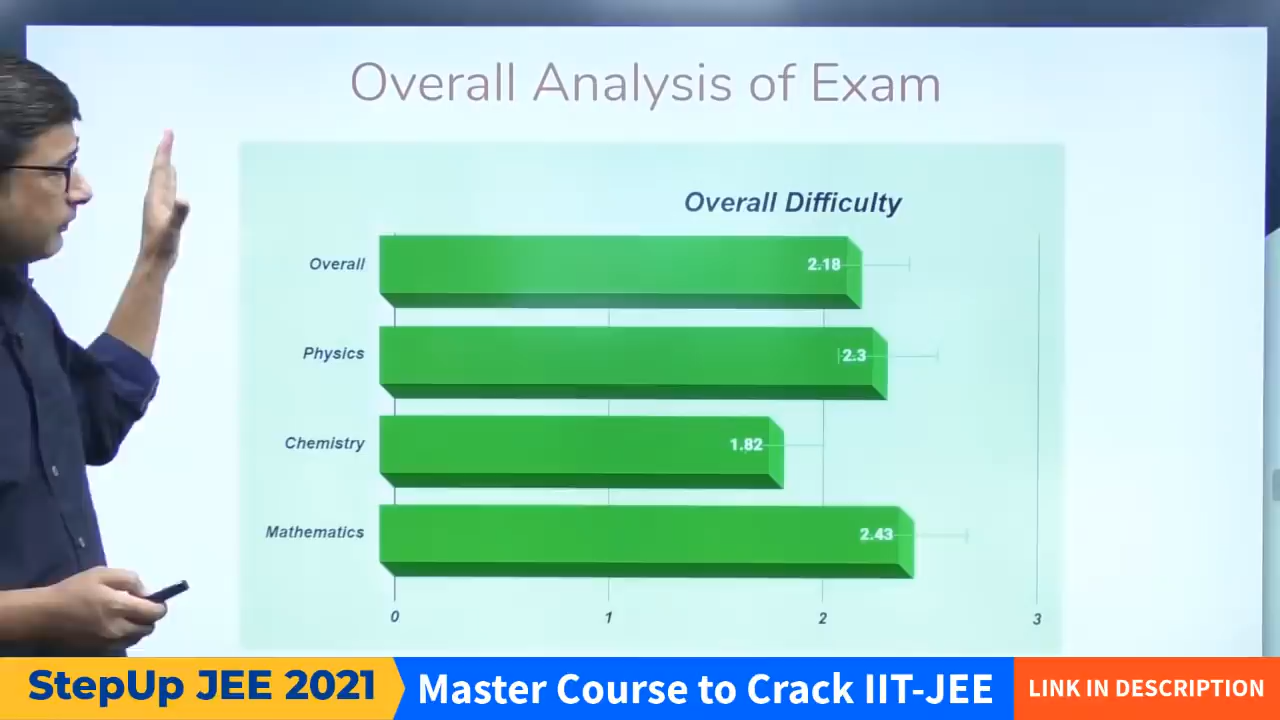 Overall Analysis of Exam
Overall Difficulty
Overall
2.18
Physics
2.3
Chemistry
1.82
Mathematics
2.43
0 1 2 3
StepUp JEE 2021 Master Course to Crack IIT-JEE LINK IN DESCRIPTION